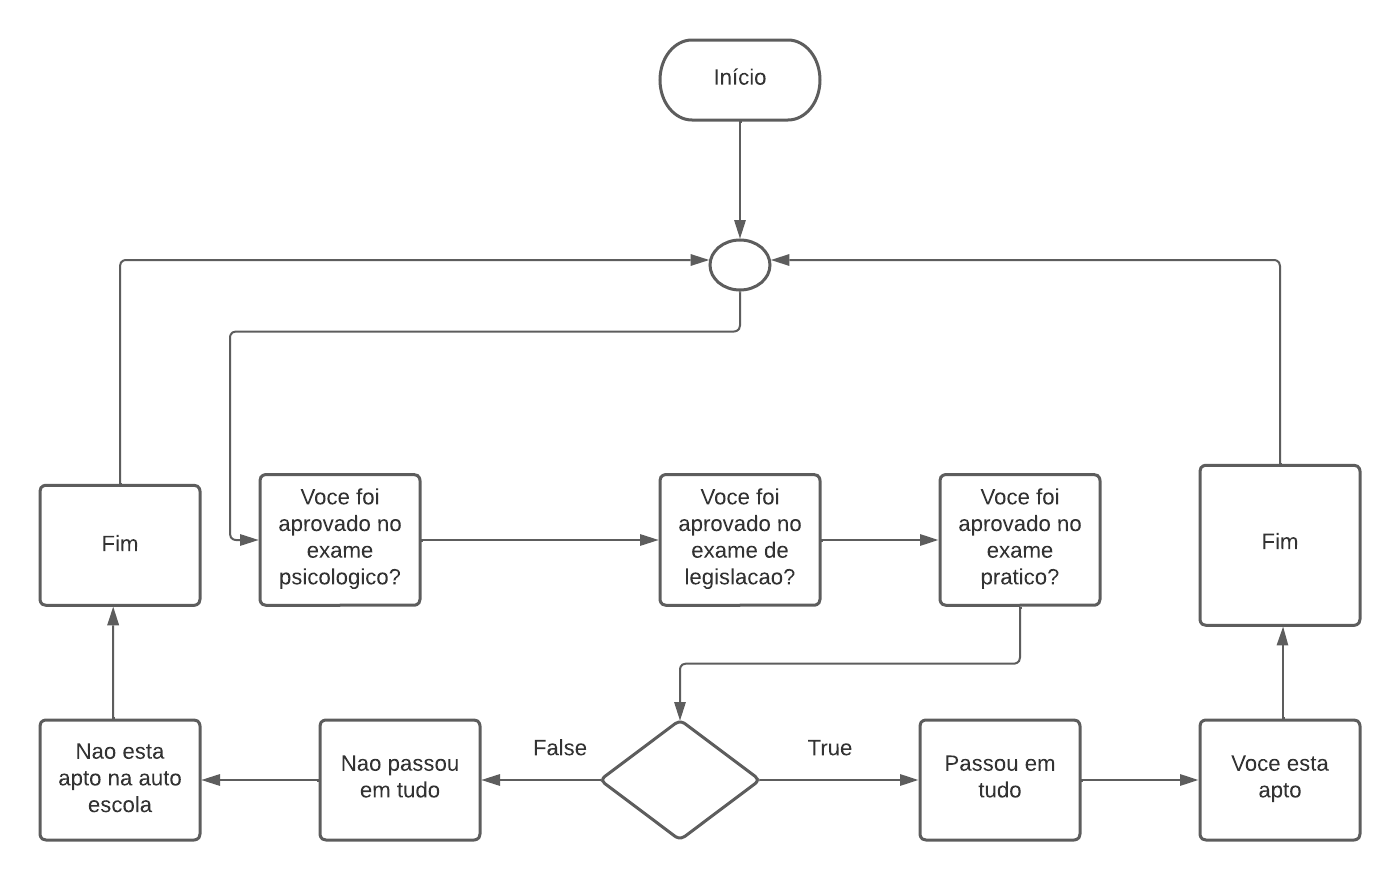 Início
Fim
Voce foi
aprovado no
exame
psicologico?
Voce foi
aprovado no
exame de
legislacao?
Voce foi
aprovado no
exame
pratico?
Fim
Nao esta
apto na auto
escola
Nao passou
em tudo
False
True
Passou em
tudo
Voce esta
apto